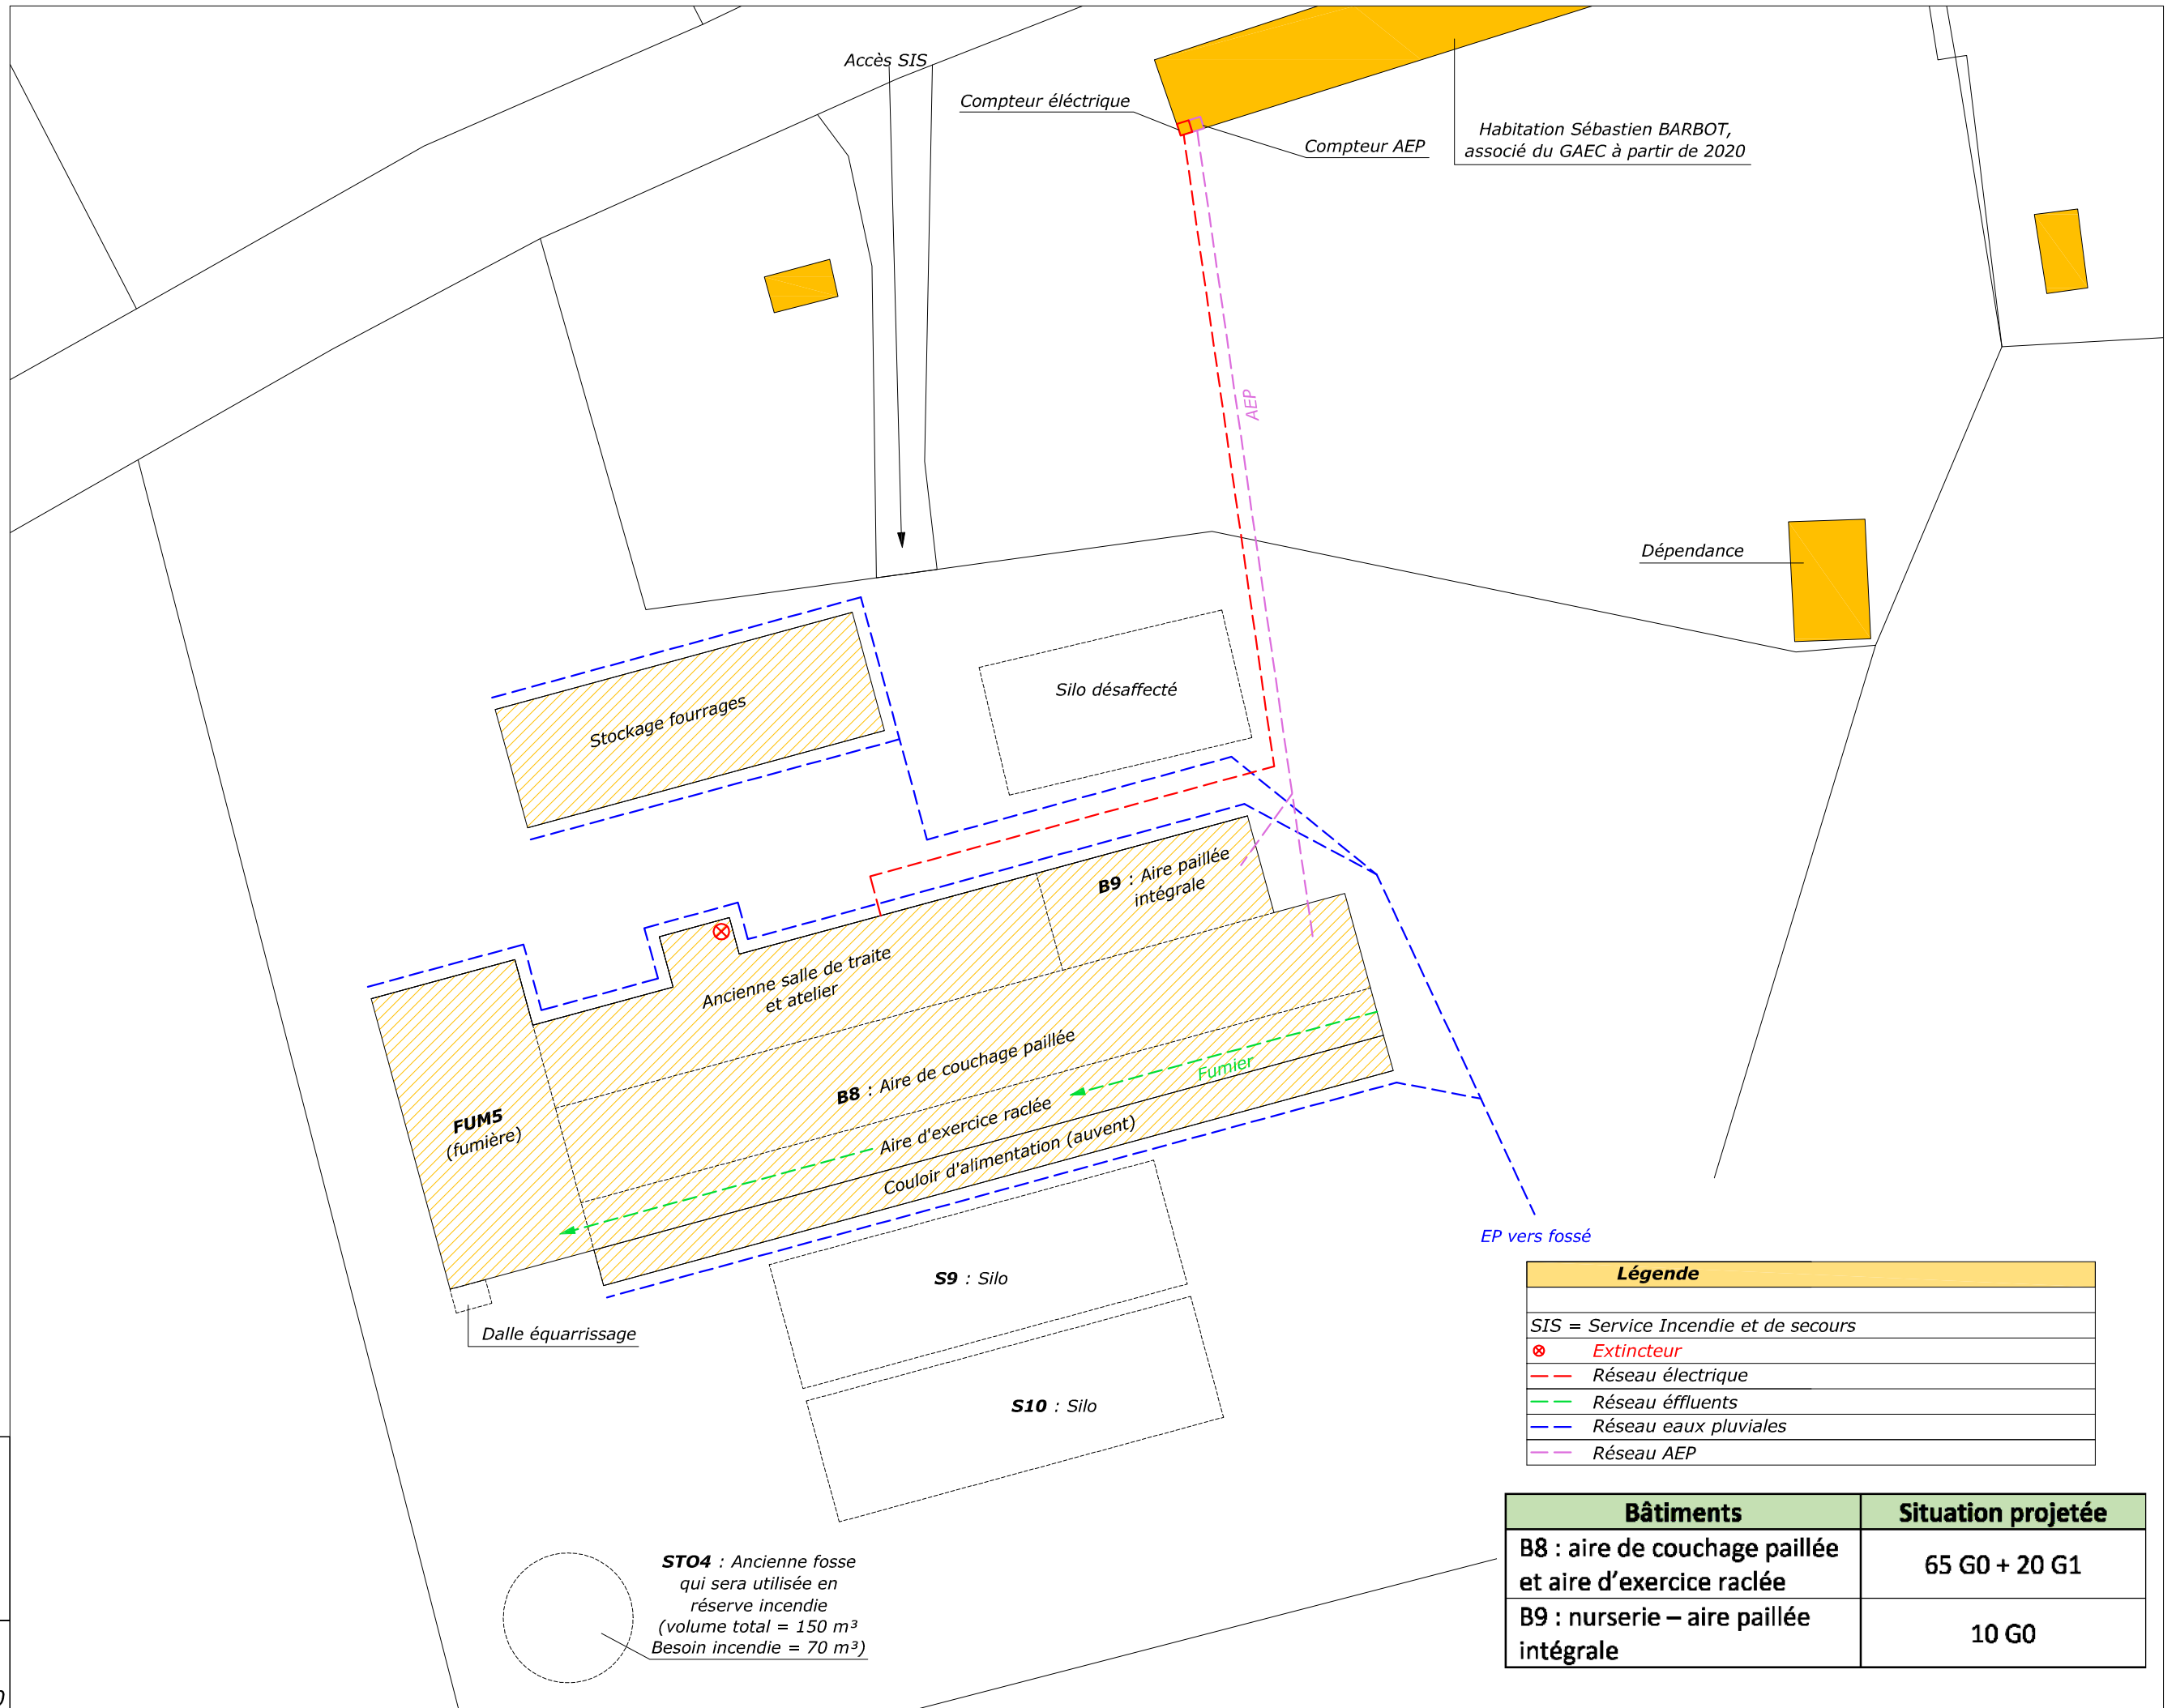 Accès SIS
Compteur éléctrique
Compteur AEP
Habitation Sébastien BARBOT,
associé du GAEC à partir de 2020
AEP
Dépendance
Silo désaffecté
Stockage fourrages
B9 : Aire paillée
intégrale
Ancienne salle de traite
et atelier
B8 : Aire de couchage paillée
Fumier
FUM5
(fumière)
Aire d'exercice raclée
Couloir d'alimentation (auvent)
EP vers fossé
S9 : Silo
Dalle équarrissage
S10 : Silo
Légende
SIS = Service Incendie et de secours
Extincteur
Réseau électrique
Réseau éffluents
Réseau eaux pluviales
Réseau AEP
STO4 : Ancienne fosse
qui sera utilisée en
réserve incendie
(volume total = 150 m³
Besoin incendie = 70 m³)
Bâtiments Situation projetée
B8 : aire de couchage paillée
et aire d'exercice raclée
65 G0 + 20 G1
B9 : nurserie – aire paillée
intégrale
10 G0